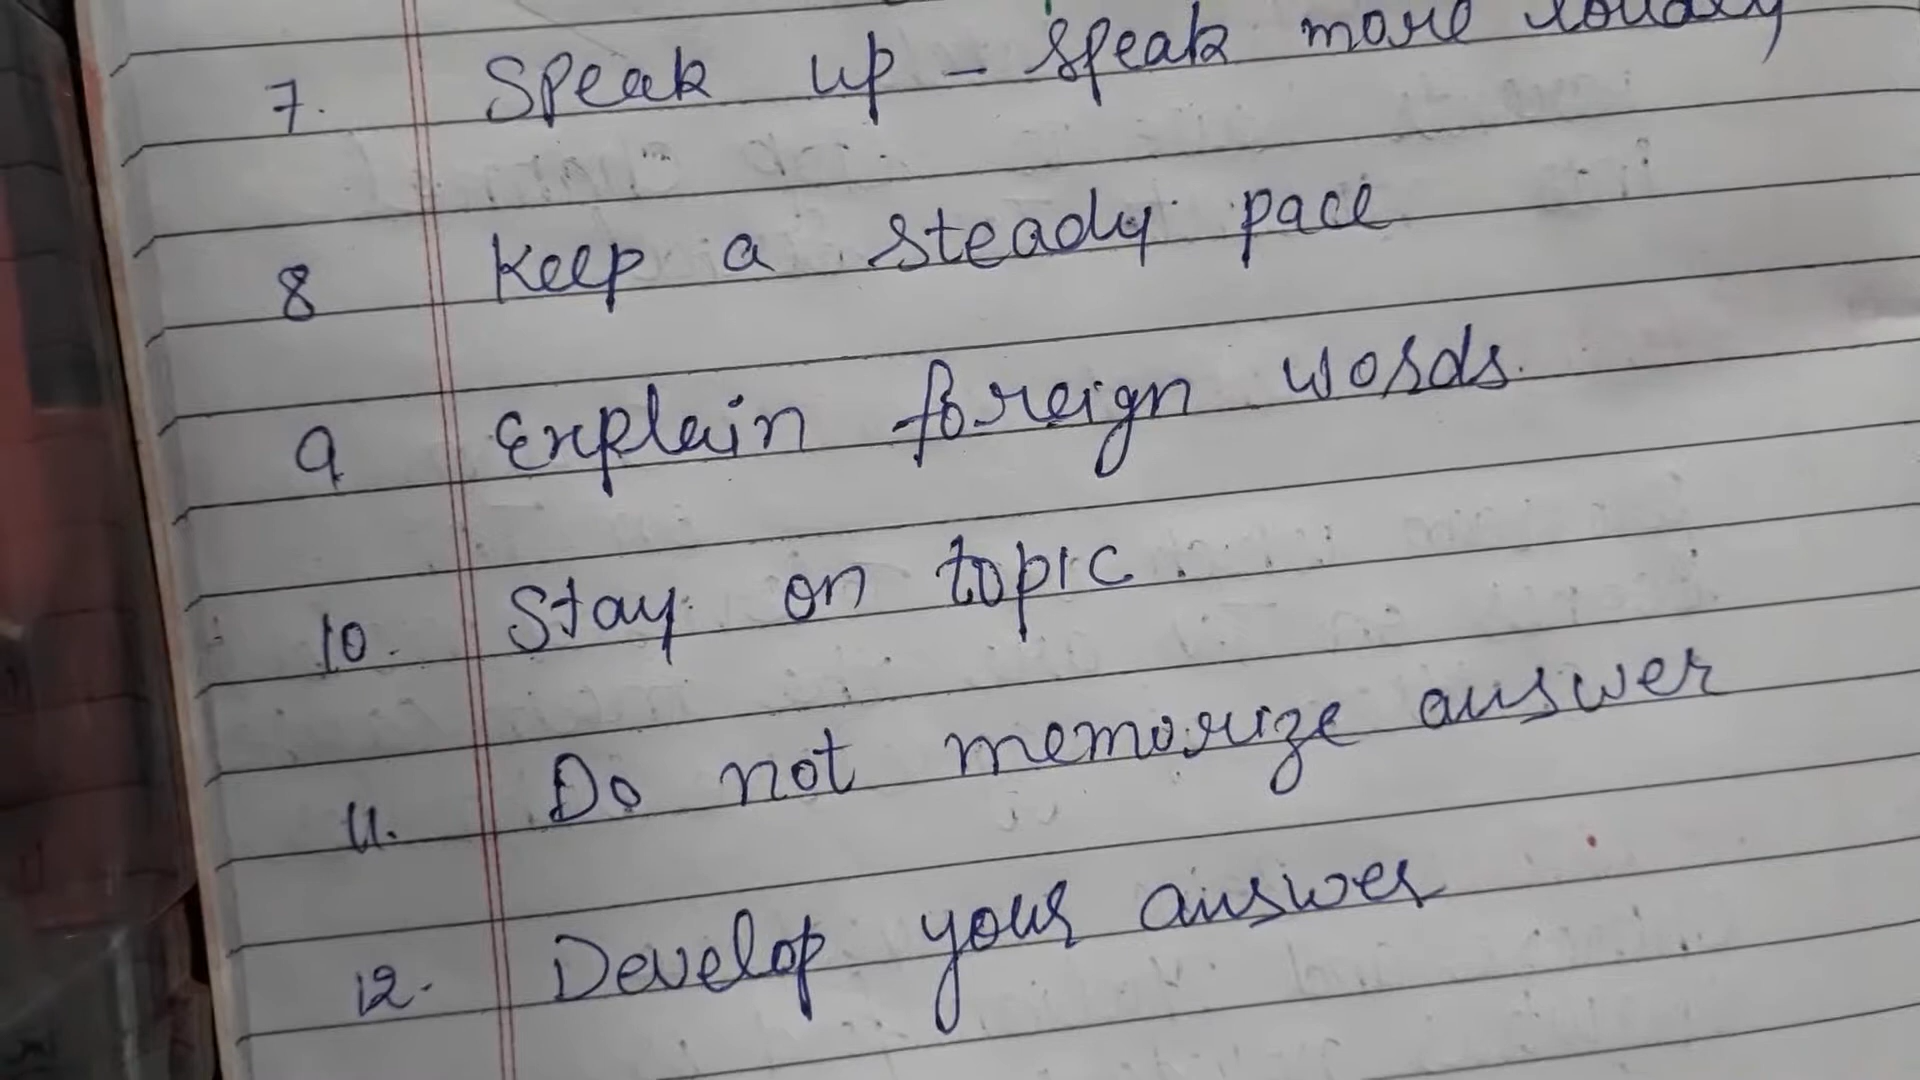 7. Speak up - speak more loudly
8 Keep a steady pace
9 Explain foreign words.
10. Stay on topic.
11. Do not memorize answer
12. Develop your answer